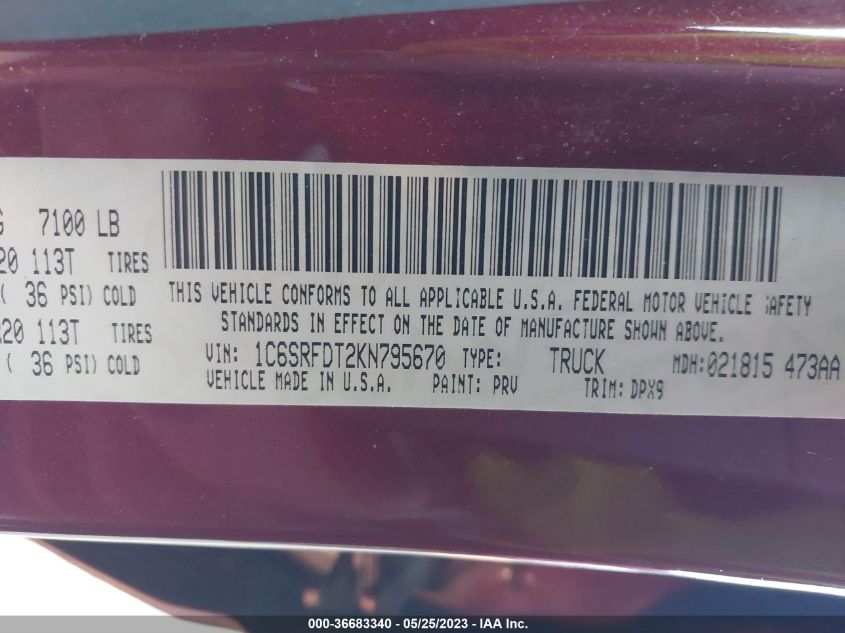 G 7100 LB
20 113T TIRES
( 36 PSI) COLD
20 113T TIRES
( 36 PSI) COLD
THIS VEHICLE CONFORMS TO ALL APPLICABLE U.S.A. FEDERAL MOTOR VEHICLE SAFETY
STANDARDS IN EFFECT ON THE DATE OF MANUFACTURE SHOWN ABOVE.
VIN: 1C6SRFDT2KN795670 TYPE: TRUCK MDH:021815 473AA
VEHICLE MADE IN U.S.A. PAINT: PRV TRIM: DPX9
000-36683340 - 05/25/2023 - IAA Inc.